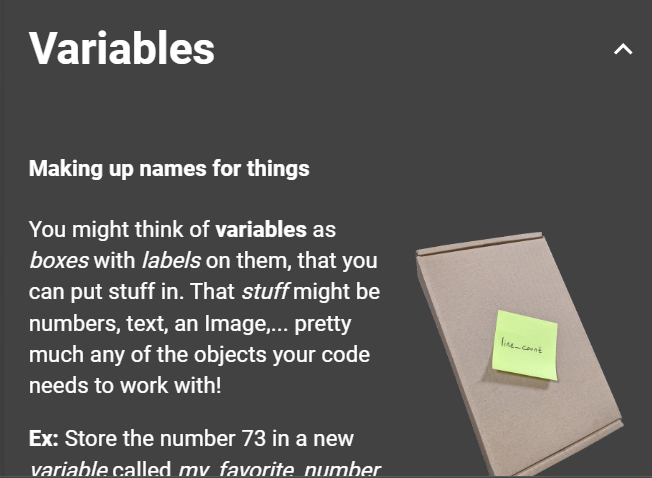 Variables
Making up names for things
You might think of variables as
boxes with labels on them, that you
can put stuff in. That stuff might be
numbers, text, an Image,... pretty
much any of the objects your code
needs to work with!
line_count
Ex: Store the number 73 in a new
variable called my_favorite_number